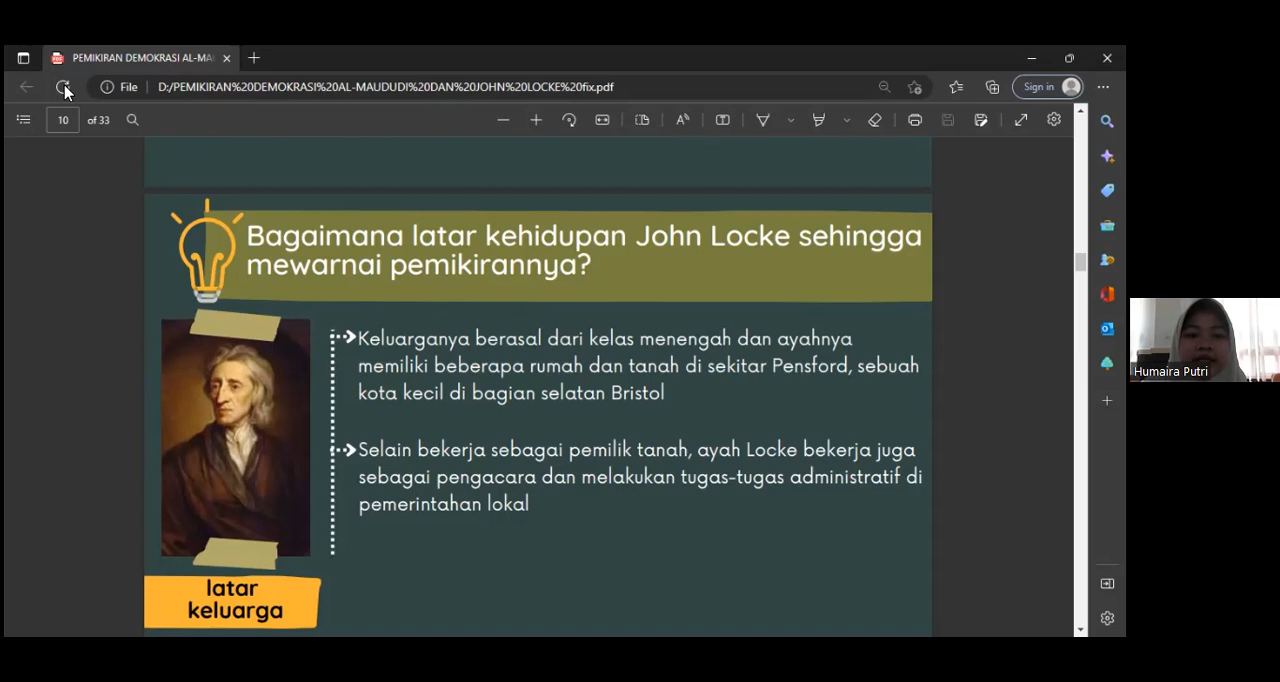 PEMIKIRAN DEMOKRASI AL-MA
File
D:/PEMIKIRAN%20DEMOKRASI%20AL-MAUDUDI%20DAN%20JOHN%20LOCKE%20fix.pdf
Sign in
10 of 33
Bagaimana latar kehidupan John Locke sehingga
mewarnai pemikirannya?
Keluarganya berasal dari kelas menengah dan ayahnya
memiliki beberapa rumah dan tanah di sekitar Pensford, sebuah
kota kecil di bagian selatan Bristol
Selain bekerja sebagai pemilik tanah, ayah Locke bekerja juga
sebagai pengacara dan melakukan tugas-tugas administratif di
pemerintahan lokal
latar
keluarga
Humaira Putri